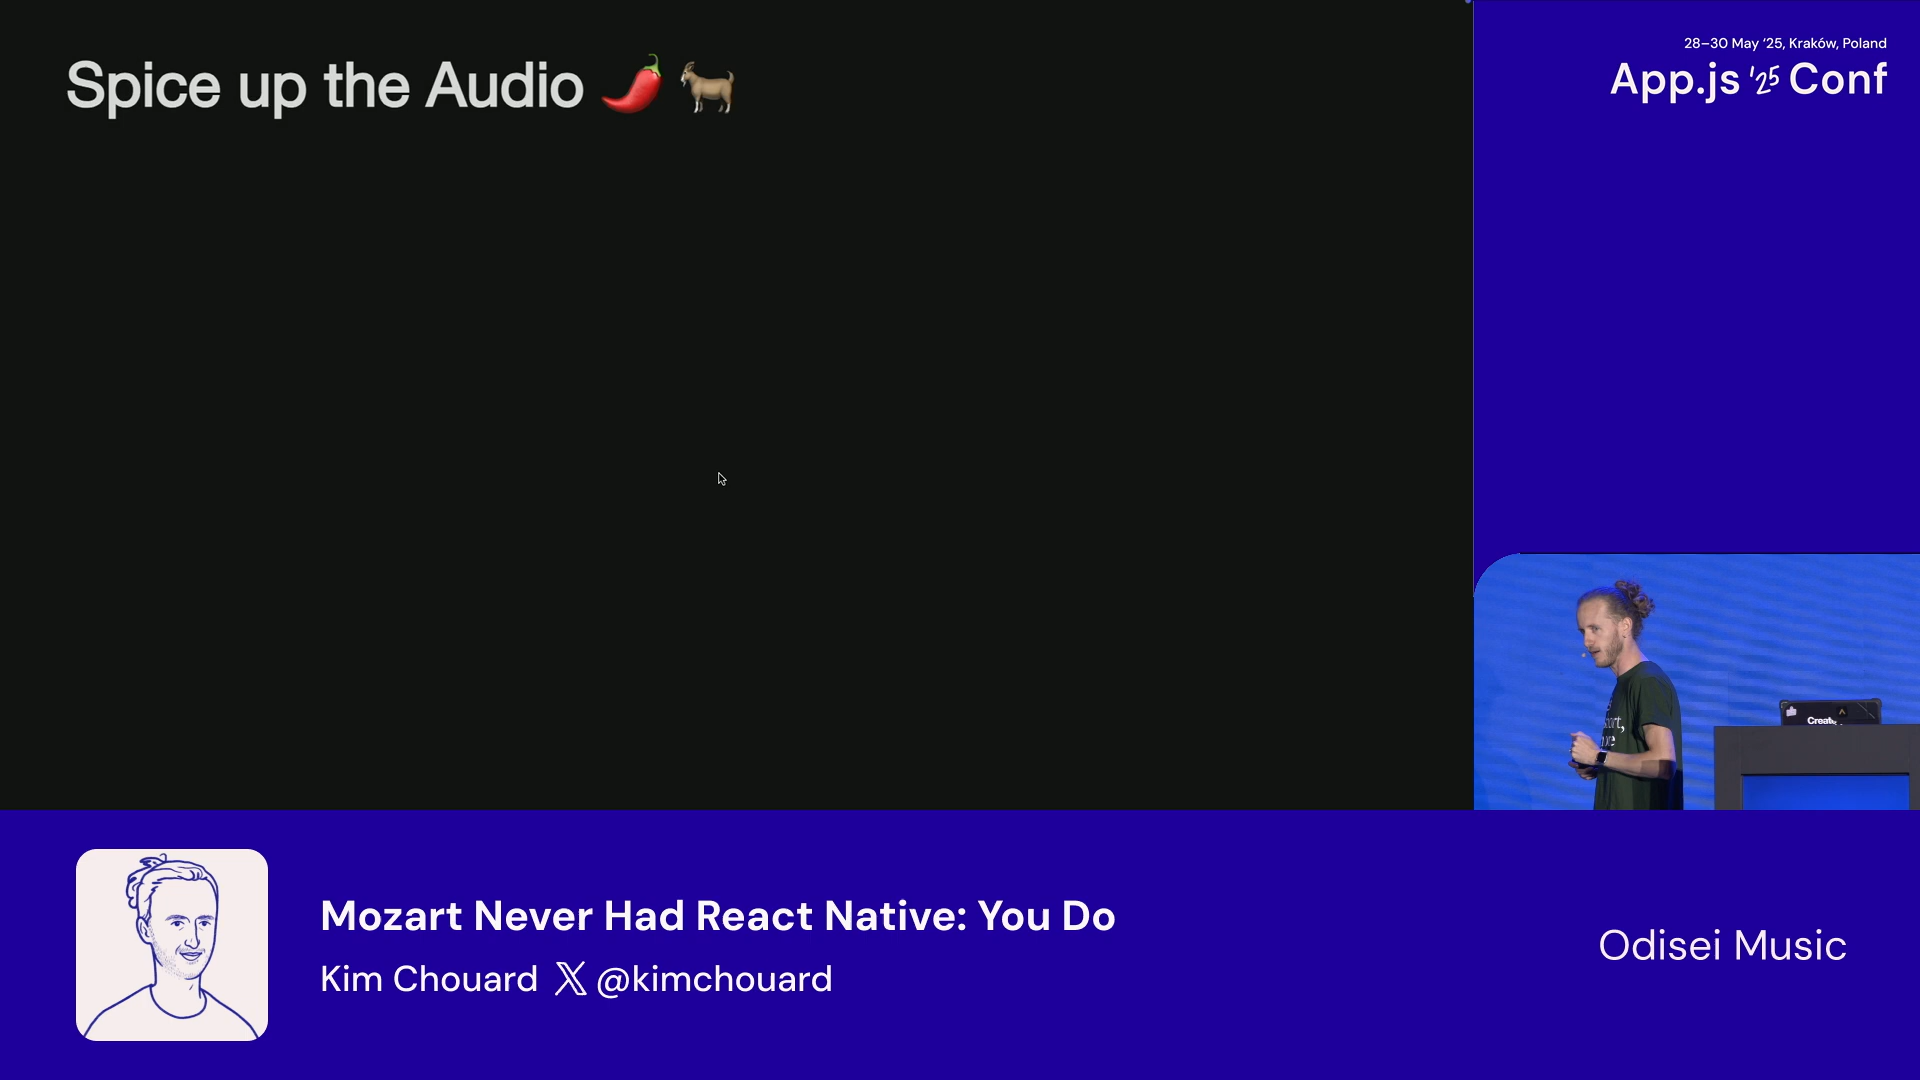 Spice up the Audio 🌶️ 🐐
28–30 May ’25, Kraków, Poland
App.js ’25 Conf
Create
Mozart Never Had React Native: You Do
Kim Chouard 𝕏 @kimchouard
Odisei Music